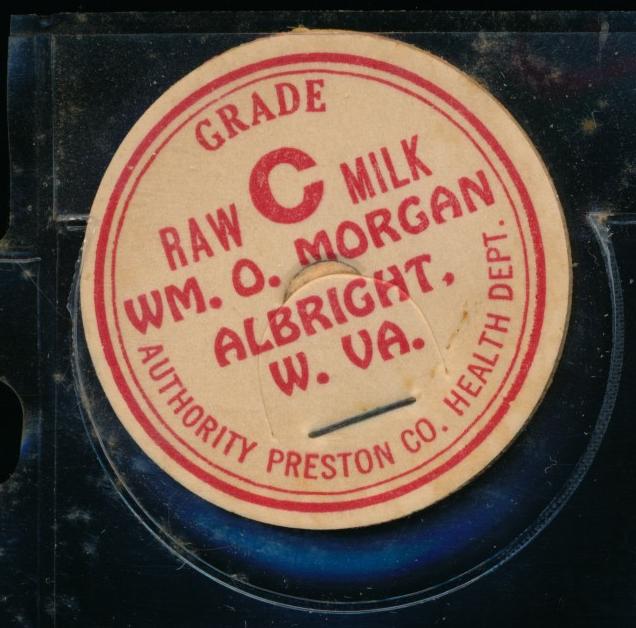 GRADE
C
RAW MILK
WM. O. MORGAN
ALBRIGHT,
W. VA.
AUTHORITY PRESTON CO. HEALTH DEPT.